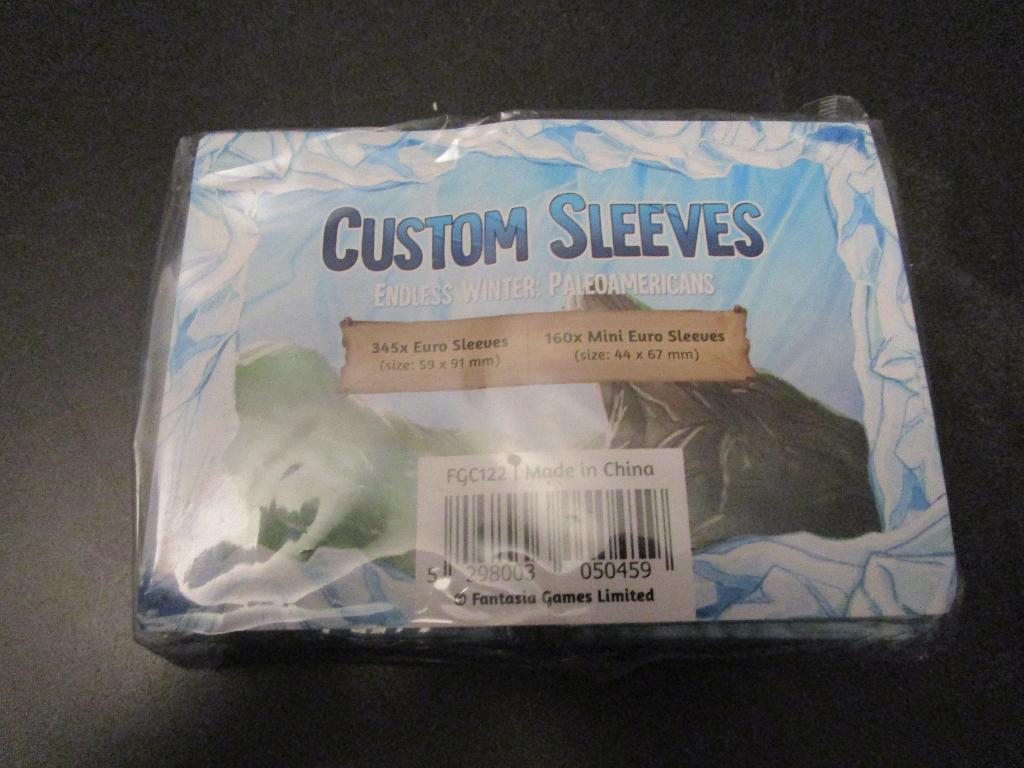 CUSTOM SLEEVES
ENDLESS WINTER: PALEOAMERICANS
345x Euro Sleeves
(size: 59 x 91 mm)
160x Mini Euro Sleeves
(size: 44 x 67 mm)
FGC122 | Made in China
5 298003 050459
© Fantasia Games Limited